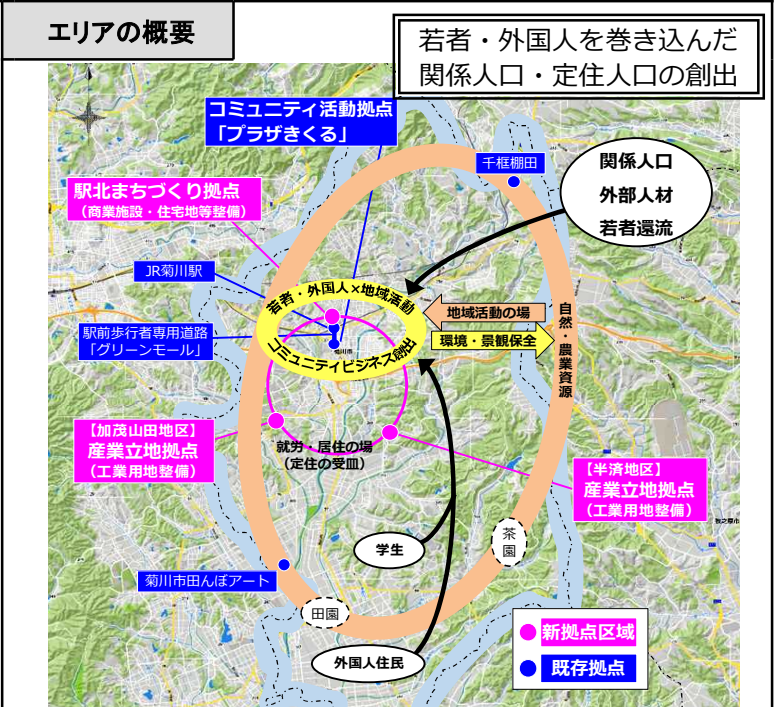 エリアの概要
若者・外国人を巻き込んだ
関係人口・定住人口の創出
コミュニティ活動拠点
「プラザきくる」
千框棚田
関係人口
外部人材
若者還流
駅北まちづくり拠点
（商業施設・住宅地等整備）
JR菊川駅
若者・外国人×地域活動
コミュニティビジネス創出
地域活動の場
環境・景観保全
自然・農業資源
駅前歩行者専用道路
「グリーンモール」
菊川市
【加茂山田地区】
産業立地拠点
（工業用地整備）
就労・居住の場
（定住の受皿）
【半済地区】
産業立地拠点
（工業用地整備）
茶
園
学生
菊川市田んぼアート
田園
外国人住民
新拠点区域
既存拠点